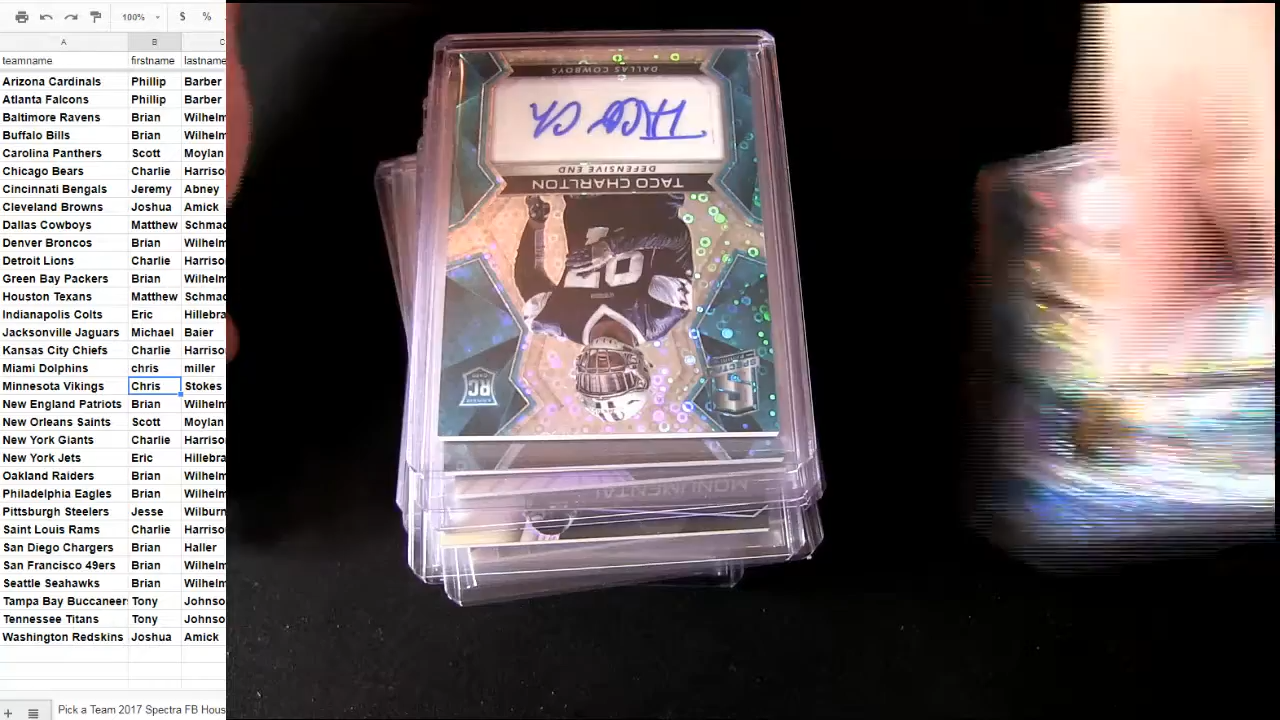 100% $ %
A B C
teamname firstname lastname
Arizona Cardinals Phillip Barber
Atlanta Falcons Phillip Barber
Baltimore Ravens Brian Wilhelm
Buffalo Bills Brian Wilhelm
Carolina Panthers Scott Moylan
Chicago Bears Charlie Harriso
Cincinnati Bengals Jeremy Abney
Cleveland Browns Joshua Amick
Dallas Cowboys Matthew Schmac
Denver Broncos Brian Wilhelm
Detroit Lions Charlie Harriso
Green Bay Packers Brian Wilhelm
Houston Texans Matthew Schmac
Indianapolis Colts Eric Hillebra
Jacksonville Jaguars Michael Baier
Kansas City Chiefs Charlie Harriso
Miami Dolphins chris miller
Minnesota Vikings Chris Stokes
New England Patriots Brian Wilhelm
New Orleans Saints Scott Moylan
New York Giants Charlie Harriso
New York Jets Eric Hillebra
Oakland Raiders Brian Wilhelm
Philadelphia Eagles Brian Wilhelm
Pittsburgh Steelers Jesse Wilburn
Saint Louis Rams Charlie Harriso
San Diego Chargers Brian Haller
San Francisco 49ers Brian Wilhelm
Seattle Seahawks Brian Wilhelm
Tampa Bay Buccaneers Tony Johnso
Tennessee Titans Tony Johnso
Washington Redskins Joshua Amick
Pick a Team 2017 Spectra FB Hous
DALLAS COWBOYS
DEFENSIVE END
TACO CHARLTON
RC
MONUMENTAL